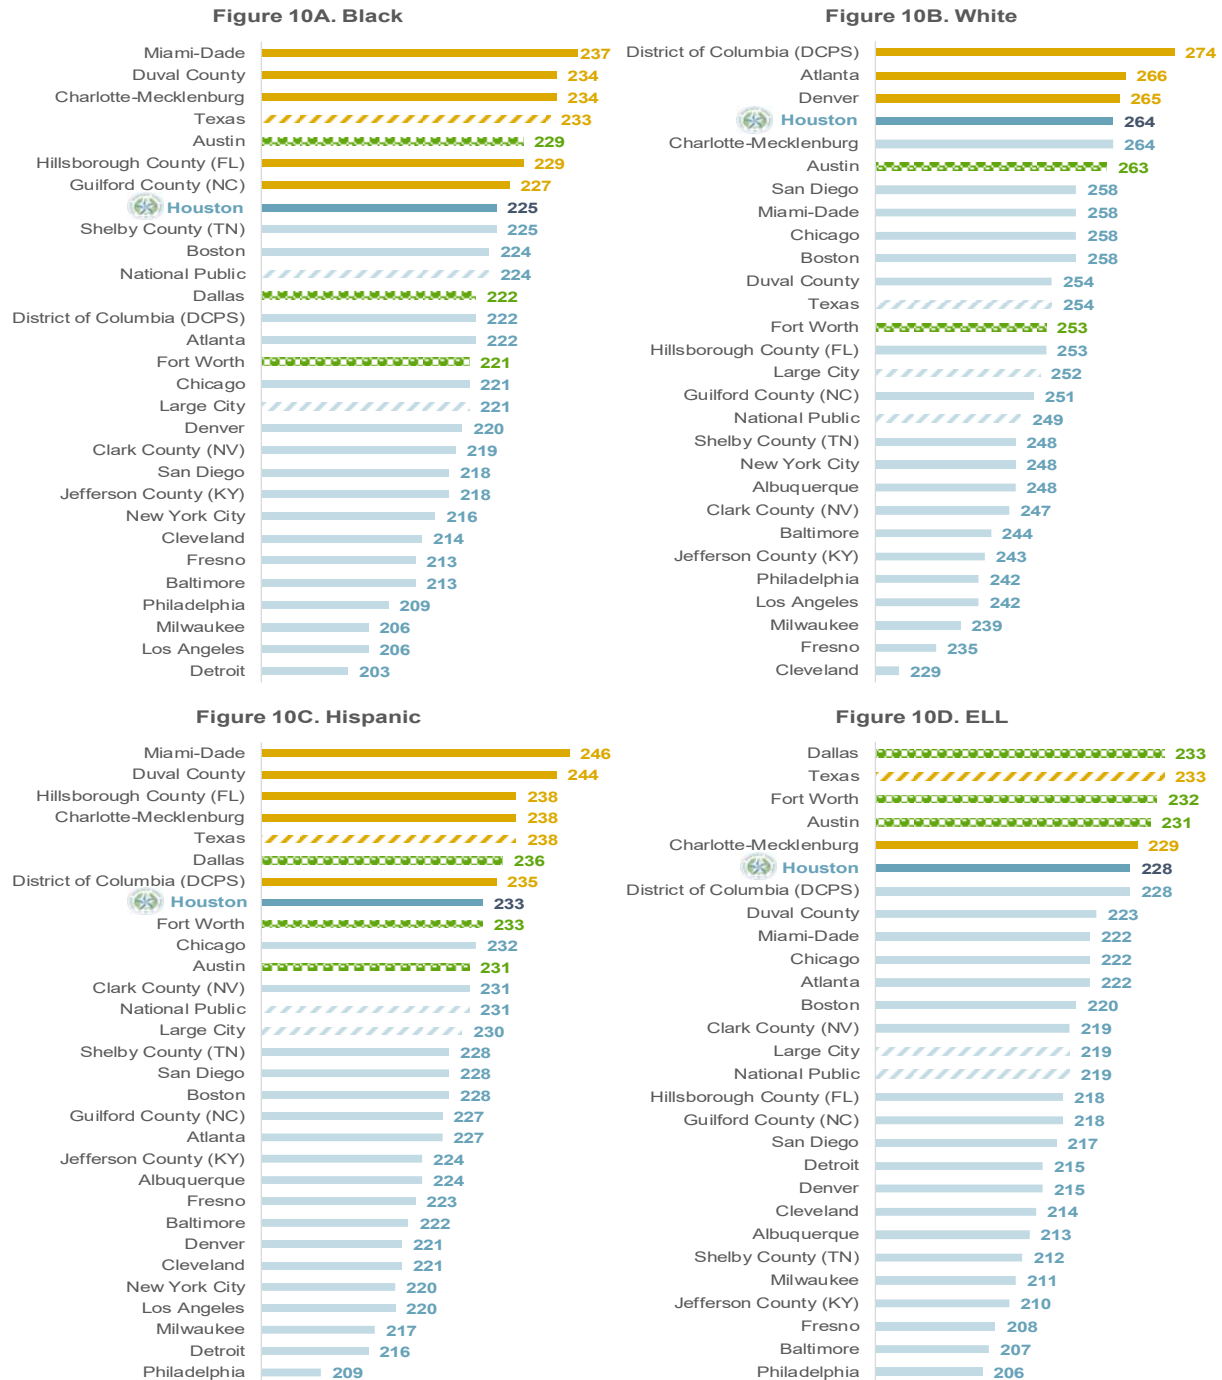 Figure 10A. Black
Miami-Dade 237
Duval County 234
Charlotte-Mecklenburg 234
Texas 233
Austin 229
Hillsborough County (FL) 229
Guilford County (NC) 227
Houston 225
Shelby County (TN) 225
Boston 224
National Public 224
Dallas 222
District of Columbia (DCPS) 222
Atlanta 222
Fort Worth 221
Chicago 221
Large City 221
Denver 220
Clark County (NV) 219
San Diego 218
Jefferson County (KY) 218
New York City 216
Cleveland 214
Fresno 213
Baltimore 213
Philadelphia 209
Milwaukee 206
Los Angeles 206
Detroit 203
Figure 10B. White
District of Columbia (DCPS) 274
Atlanta 266
Denver 265
Houston 264
Charlotte-Mecklenburg 264
Austin 263
San Diego 258
Miami-Dade 258
Chicago 258
Boston 258
Duval County 254
Texas 254
Fort Worth 253
Hillsborough County (FL) 253
Large City 252
Guilford County (NC) 251
National Public 249
Shelby County (TN) 248
New York City 248
Albuquerque 248
Clark County (NV) 247
Baltimore 244
Jefferson County (KY) 243
Philadelphia 242
Los Angeles 242
Milwaukee 239
Fresno 235
Cleveland 229
Figure 10C. Hispanic
Miami-Dade 246
Duval County 244
Hillsborough County (FL) 238
Charlotte-Mecklenburg 238
Texas 238
Dallas 236
District of Columbia (DCPS) 235
Houston 233
Fort Worth 233
Chicago 232
Austin 231
Clark County (NV) 231
National Public 231
Large City 230
Shelby County (TN) 228
San Diego 228
Boston 228
Guilford County (NC) 227
Atlanta 227
Jefferson County (KY) 224
Albuquerque 224
Fresno 223
Baltimore 222
Denver 221
Cleveland 221
New York City 220
Los Angeles 220
Milwaukee 217
Detroit 216
Philadelphia 209
Figure 10D. ELL
Dallas 233
Texas 233
Fort Worth 232
Austin 231
Charlotte-Mecklenburg 229
Houston 228
District of Columbia (DCPS) 228
Duval County 223
Miami-Dade 222
Chicago 222
Atlanta 222
Boston 220
Clark County (NV) 219
Large City 219
National Public 219
Hillsborough County (FL) 218
Guilford County (NC) 218
San Diego 217
Detroit 215
Denver 215
Cleveland 214
Albuquerque 213
Shelby County (TN) 212
Milwaukee 211
Jefferson County (KY) 210
Fresno 208
Baltimore 207
Philadelphia 206